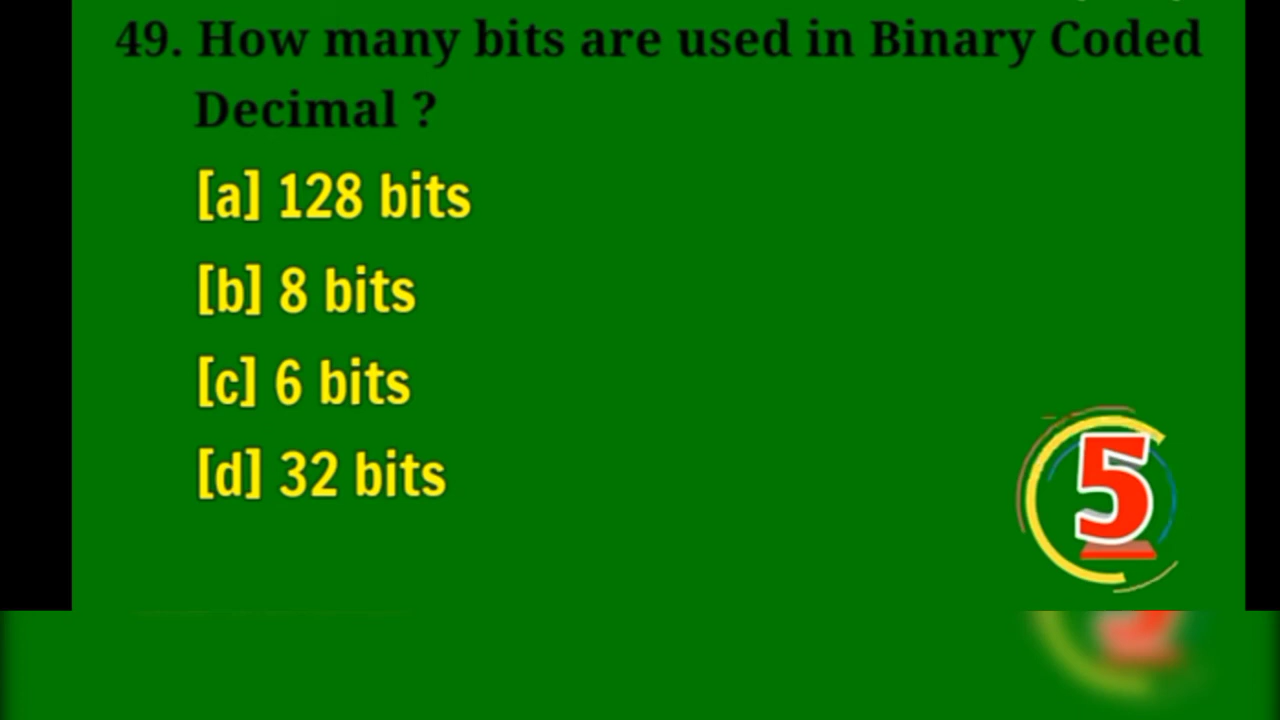 49. How many bits are used in Binary Coded
Decimal ?
[a] 128 bits
[b] 8 bits
[c] 6 bits
[d] 32 bits
5